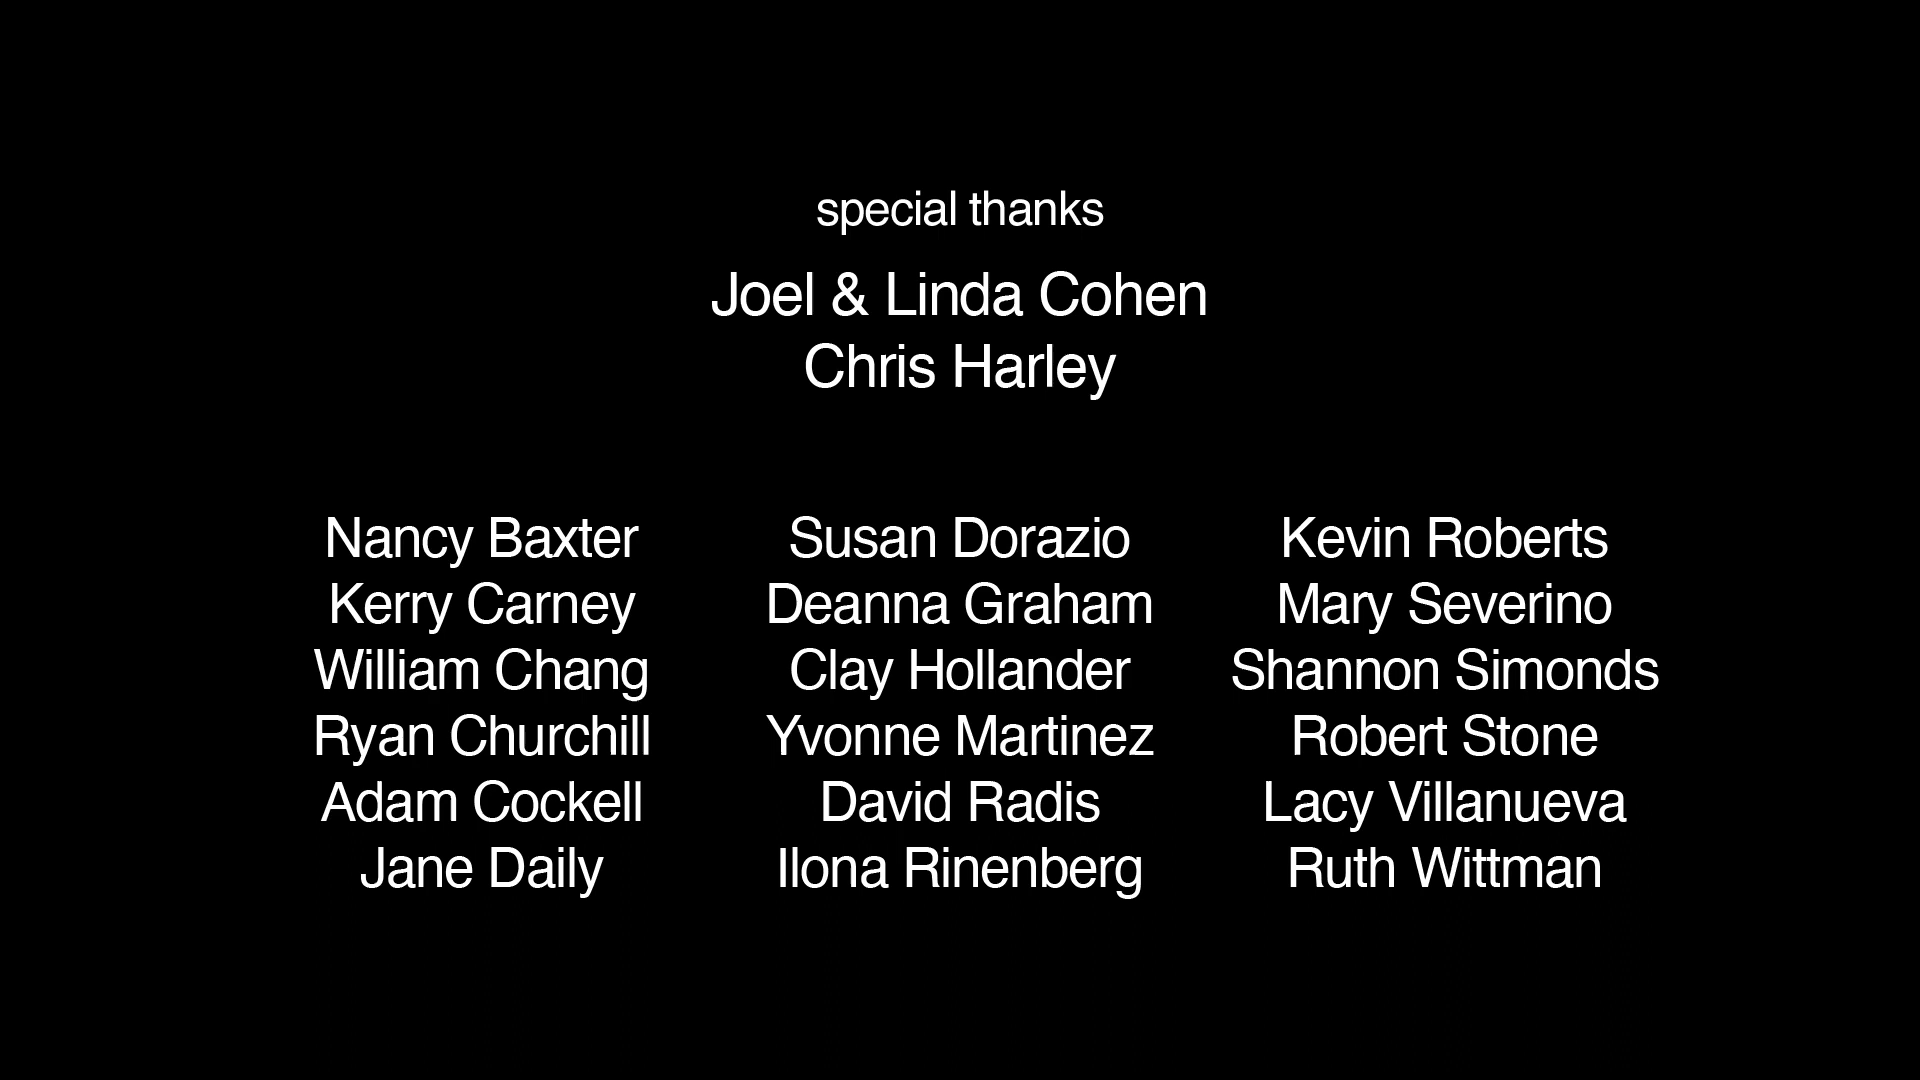 special thanks
Joel & Linda Cohen
Chris Harley
Nancy Baxter
Kerry Carney
William Chang
Ryan Churchill
Adam Cockell
Jane Daily
Susan Dorazio
Deanna Graham
Clay Hollander
Yvonne Martinez
David Radis
Ilona Rinenberg
Kevin Roberts
Mary Severino
Shannon Simonds
Robert Stone
Lacy Villanueva
Ruth Wittman